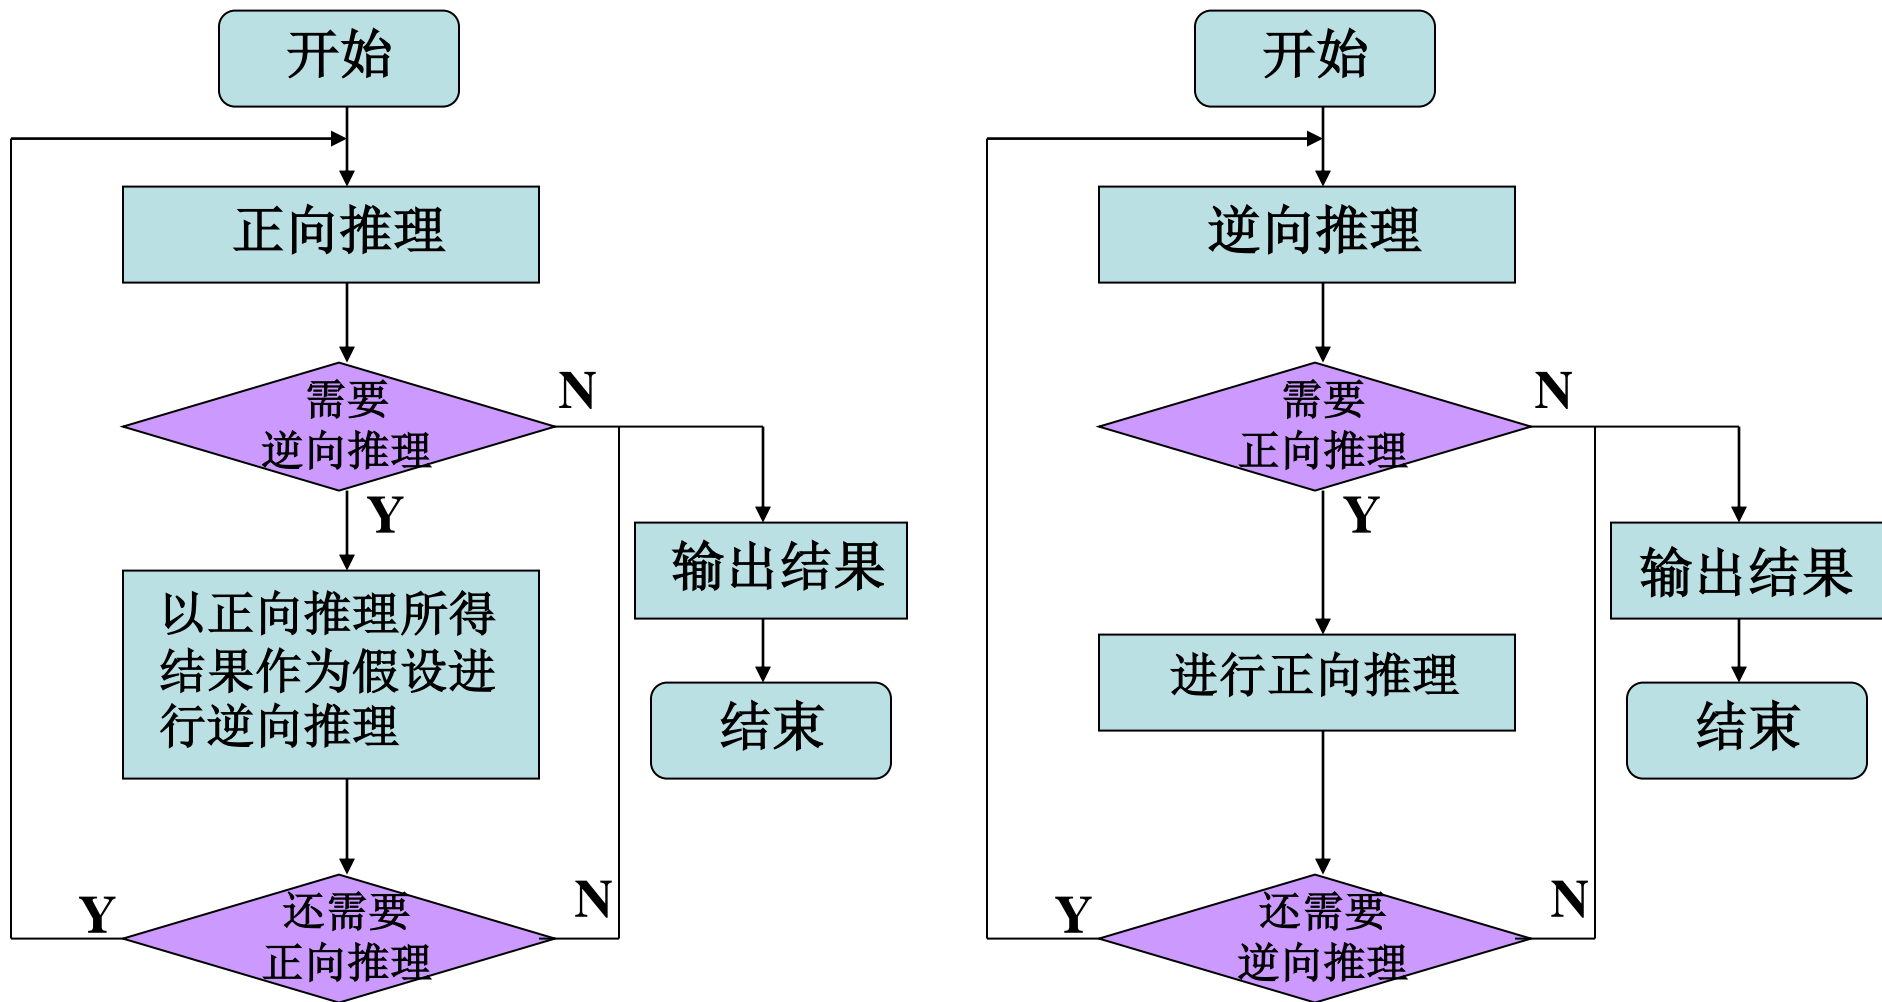 开始
正向推理
需要
逆向推理
N
Y
以正向推理所得
结果作为假设进
行逆向推理
输出结果
结束
还需要
正向推理
Y
N
开始
逆向推理
需要
正向推理
N
Y
进行正向推理
输出结果
结束
还需要
逆向推理
Y
N